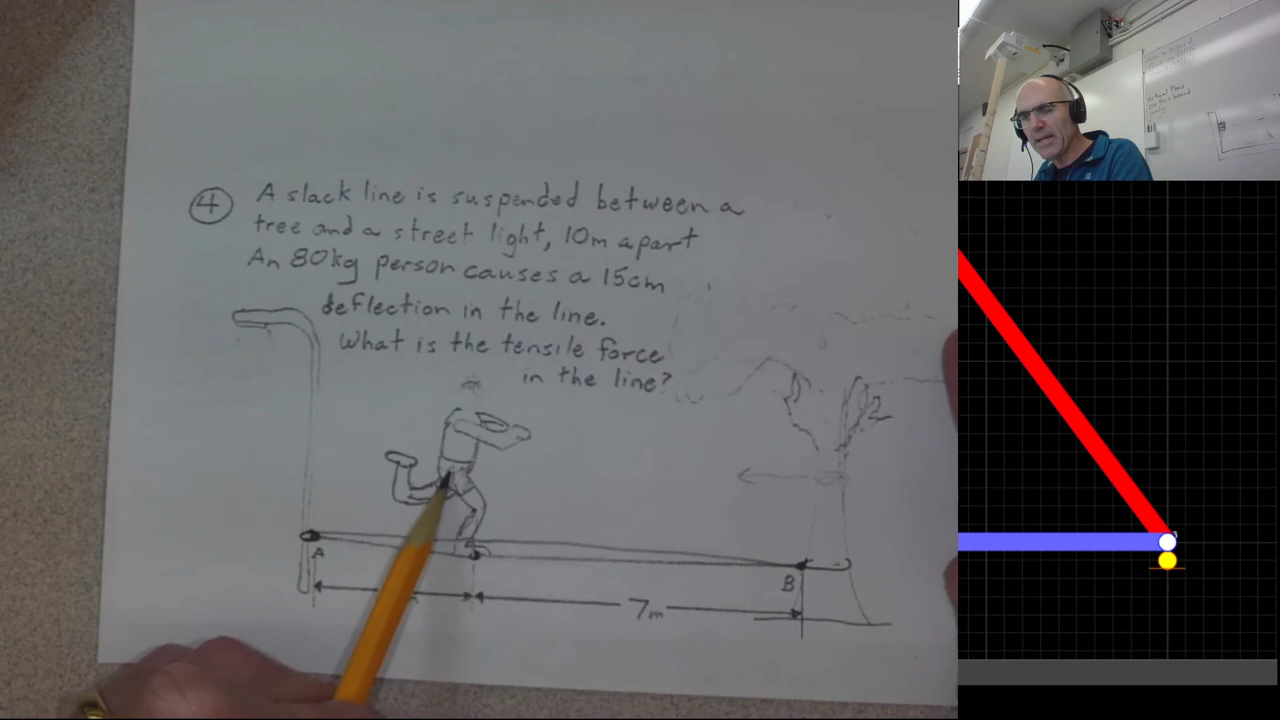 4 A slack line is suspended between a
tree and a street light, 10m apart
An 80kg person causes a 15cm
deflection in the line.
What is the tensile force
in the line?
A
B
7m